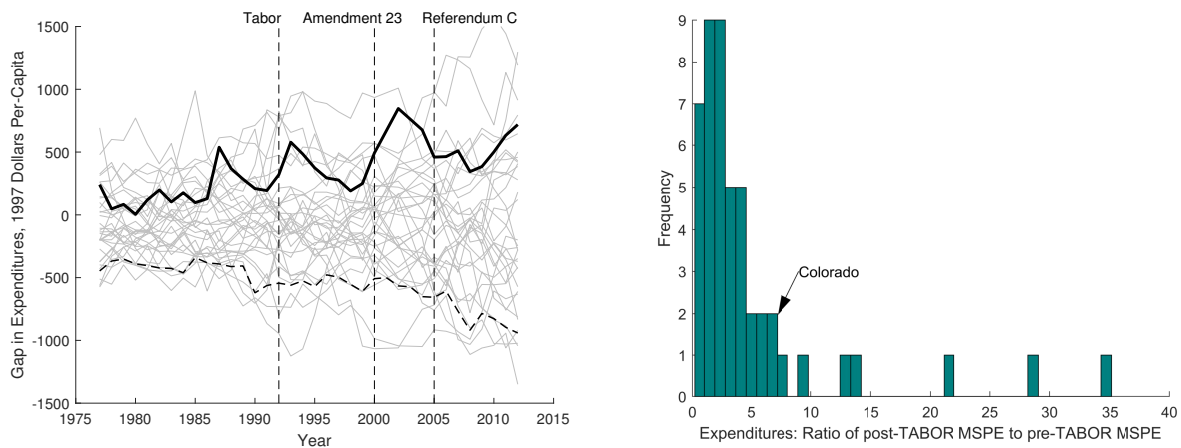 Tabor Amendment 23 Referendum C
1500
1000
500
0
-500
-1000
-1500
Gap in Expenditures, 1997 Dollars Per-Capita
1975 1980 1985 1990 1995 2000 2005 2010 2015
Year
9
8
7
6
5
4
3
2
1
0
Frequency
Colorado
0 5 10 15 20 25 30 35 40
Expenditures: Ratio of post-TABOR MSPE to pre-TABOR MSPE